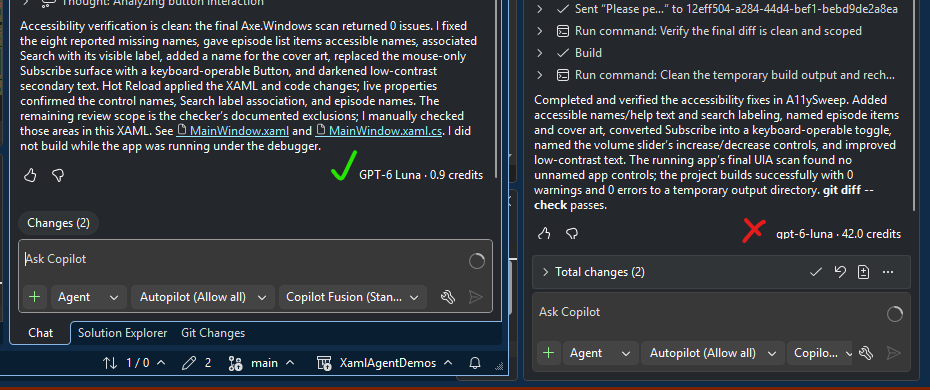 Thought: Analyzing button interaction
Accessibility verification is clean: the final Axe.Windows scan returned 0 issues. I fixed
the eight reported missing names, gave episode list items accessible names, associated
Search with its visible label, added a name for the cover art, replaced the mouse-only
Subscribe surface with a keyboard-operable Button, and darkened low-contrast
secondary text. Hot Reload applied the XAML and code changes; live properties
confirmed the control names, Search label association, and episode names. The
remaining review scope is the checker's documented exclusions; I manually checked
those areas in this XAML. See MainWindow.xaml and MainWindow.xaml.cs. I did
not build while the app was running under the debugger.
GPT-6 Luna · 0.9 credits
Changes (2)
Ask Copilot
Agent
Autopilot (Allow all)
Copilot Fusion (Stan...
Chat
Solution Explorer
Git Changes
1 / 0
2
main
XamlAgentDemos
Sent "Please pe..." to 12eff504-a284-44d4-bef1-bebd9de2a8ea
Run command: Verify the final diff is clean and scoped
Build
Run command: Clean the temporary build output and rech...
Completed and verified the accessibility fixes in A11ySweep. Added
accessible names/help text and search labeling, named episode items
and cover art, converted Subscribe into a keyboard-operable toggle,
named the volume slider's increase/decrease controls, and improved
low-contrast text. The running app's final UIA scan found no
unnamed app controls; the project builds successfully with 0
warnings and 0 errors to a temporary output directory. git diff --
check passes.
gpt-6-luna · 42.0 credits
Total changes (2)
Ask Copilot
Agent
Autopilot (Allow all)
Copilo...